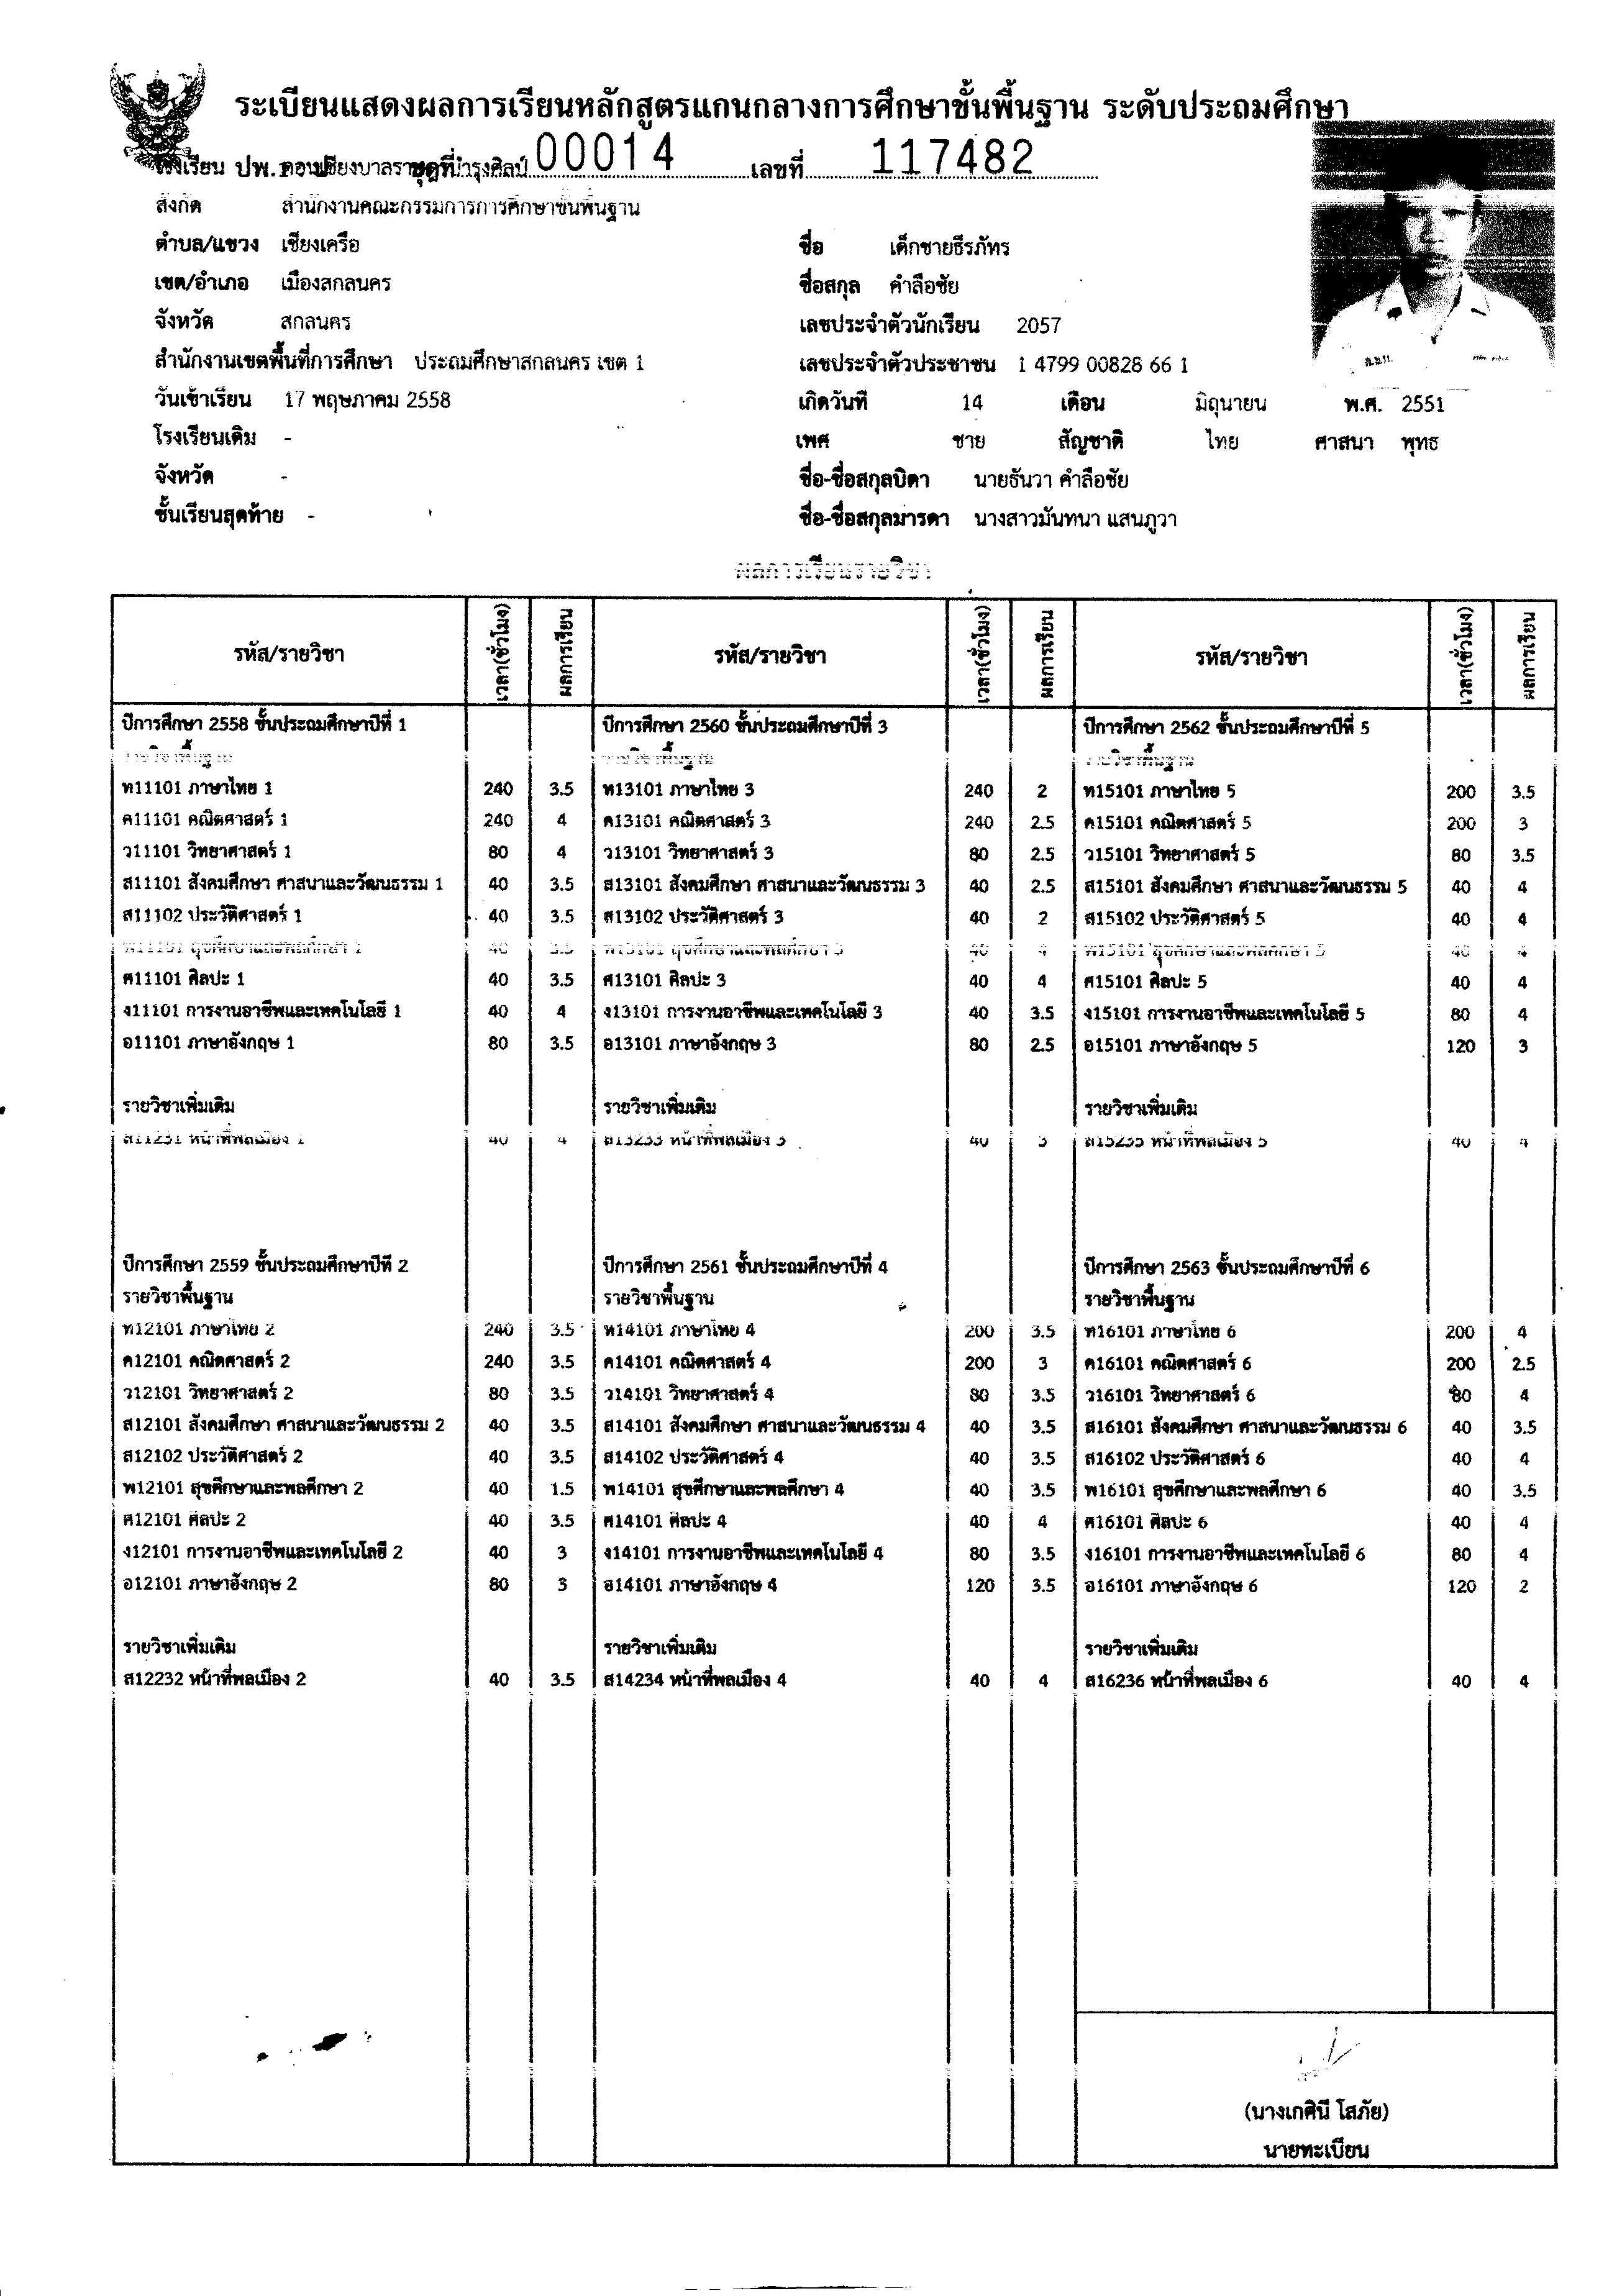 ระเบียนแสดงผลการเรียนหลักสูตรแกนกลางการศึกษาขั้นพื้นฐาน ระดับประถมศึกษา
โรงเรียน ปพ. ชุดที่ 00014 เลขที่ 117482
สังกัด สำนักงานคณะกรรมการการศึกษาขั้นพื้นฐาน
ตำบล/แขวง เชียงเครือ ชื่อ เด็กชายธีรภัทร
เขต/อำเภอ เมืองสกลนคร ชื่อสกุล คำลือชัย
จังหวัด สกลนคร เลขประจำตัวนักเรียน 2057
สำนักงานเขตพื้นที่การศึกษา ประถมศึกษาสกลนคร เขต 1 เลขประจำตัวประชาชน 1 4799 00828 66 1
วันเข้าเรียน 17 พฤษภาคม 2558 เกิดวันที่ 14 เดือน มิถุนายน พ.ศ. 2551
โรงเรียนเดิม - เพศ ชาย สัญชาติ ไทย ศาสนา พุทธ
จังหวัด - ชื่อ-ชื่อสกุลบิดา นายธันวา คำลือชัย
ชั้นเรียนสุดท้าย - ชื่อ-ชื่อสกุลมารดา นางสาวมันทนา แสนภูวา
ผลการเรียนรายวิชา
รหัส/รายวิชา เวลา(ชั่วโมง) ผลการเรียน รหัส/รายวิชา เวลา(ชั่วโมง) ผลการเรียน รหัส/รายวิชา เวลา(ชั่วโมง) ผลการเรียน
ปีการศึกษา 2558 ชั้นประถมศึกษาปีที่ 1 ปีการศึกษา 2560 ชั้นประถมศึกษาปีที่ 3 ปีการศึกษา 2562 ชั้นประถมศึกษาปีที่ 5
รายวิชาพื้นฐาน รายวิชาพื้นฐาน รายวิชาพื้นฐาน
ท11101 ภาษาไทย 1 240 3.5 ท13101 ภาษาไทย 3 240 2 ท15101 ภาษาไทย 5 200 3.5
ค11101 คณิตศาสตร์ 1 240 4 ค13101 คณิตศาสตร์ 3 240 2.5 ค15101 คณิตศาสตร์ 5 200 3
ว11101 วิทยาศาสตร์ 1 80 4 ว13101 วิทยาศาสตร์ 3 80 2.5 ว15101 วิทยาศาสตร์ 5 80 3.5
ส11101 สังคมศึกษา ศาสนาและวัฒนธรรม 1 40 3.5 ส13101 สังคมศึกษา ศาสนาและวัฒนธรรม 3 40 2.5 ส15101 สังคมศึกษา ศาสนาและวัฒนธรรม 5 40 4
ส11102 ประวัติศาสตร์ 1 40 3.5 ส13102 ประวัติศาสตร์ 3 40 2 ส15102 ประวัติศาสตร์ 5 40 4
พ11101 สุขศึกษาและพลศึกษา 1 40 3.5 พ13101 สุขศึกษาและพลศึกษา 3 40 4 พ15101 สุขศึกษาและพลศึกษา 5 40 4
ศ11101 ศิลปะ 1 40 3.5 ศ13101 ศิลปะ 3 40 4 ศ15101 ศิลปะ 5 40 4
ง11101 การงานอาชีพและเทคโนโลยี 1 40 4 ง13101 การงานอาชีพและเทคโนโลยี 3 40 3.5 ง15101 การงานอาชีพและเทคโนโลยี 5 80 4
อ11101 ภาษาอังกฤษ 1 80 3.5 อ13101 ภาษาอังกฤษ 3 80 2.5 อ15101 ภาษาอังกฤษ 5 120 3
รายวิชาเพิ่มเติม รายวิชาเพิ่มเติม รายวิชาเพิ่มเติม
ส11231 หน้าที่พลเมือง 1 40 4 ส13233 หน้าที่พลเมือง 3 40 3 ส15235 หน้าที่พลเมือง 5 40 4
ปีการศึกษา 2559 ชั้นประถมศึกษาปีที่ 2 ปีการศึกษา 2561 ชั้นประถมศึกษาปีที่ 4 ปีการศึกษา 2563 ชั้นประถมศึกษาปีที่ 6
รายวิชาพื้นฐาน รายวิชาพื้นฐาน รายวิชาพื้นฐาน
ท12101 ภาษาไทย 2 240 3.5 ท14101 ภาษาไทย 4 200 3.5 ท16101 ภาษาไทย 6 200 4
ค12101 คณิตศาสตร์ 2 240 3.5 ค14101 คณิตศาสตร์ 4 200 3 ค16101 คณิตศาสตร์ 6 200 2.5
ว12101 วิทยาศาสตร์ 2 80 3.5 ว14101 วิทยาศาสตร์ 4 80 3.5 ว16101 วิทยาศาสตร์ 6 80 4
ส12101 สังคมศึกษา ศาสนาและวัฒนธรรม 2 40 3.5 ส14101 สังคมศึกษา ศาสนาและวัฒนธรรม 4 40 3.5 ส16101 สังคมศึกษา ศาสนาและวัฒนธรรม 6 40 3.5
ส12102 ประวัติศาสตร์ 2 40 3.5 ส14102 ประวัติศาสตร์ 4 40 3.5 ส16102 ประวัติศาสตร์ 6 40 4
พ12101 สุขศึกษาและพลศึกษา 2 40 1.5 พ14101 สุขศึกษาและพลศึกษา 4 40 3.5 พ16101 สุขศึกษาและพลศึกษา 6 40 3.5
ศ12101 ศิลปะ 2 40 3.5 ศ14101 ศิลปะ 4 40 4 ศ16101 ศิลปะ 6 40 4
ง12101 การงานอาชีพและเทคโนโลยี 2 40 3 ง14101 การงานอาชีพและเทคโนโลยี 4 80 3.5 ง16101 การงานอาชีพและเทคโนโลยี 6 80 4
อ12101 ภาษาอังกฤษ 2 80 3 อ14101 ภาษาอังกฤษ 4 120 3.5 อ16101 ภาษาอังกฤษ 6 120 2
รายวิชาเพิ่มเติม รายวิชาเพิ่มเติม รายวิชาเพิ่มเติม
ส12232 หน้าที่พลเมือง 2 40 3.5 ส14234 หน้าที่พลเมือง 4 40 4 ส16236 หน้าที่พลเมือง 6 40 4
(นางเกศินี โสภัย)
นายทะเบียน